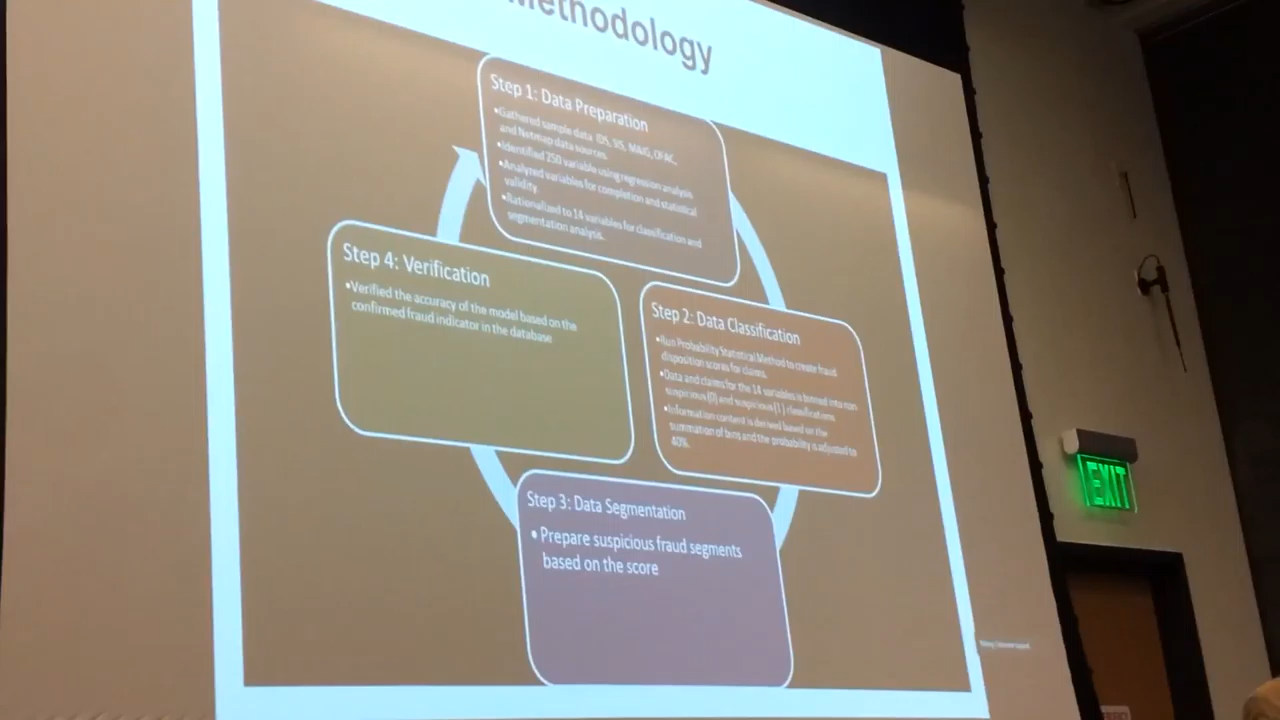 Methodology
Step 1: Data Preparation
•Gathered sample data IDS, SIS, MAIG, OFAC,
and Netmap data sources.
•Identified 250 variable using regression analysis
•Analyzed variables for completion and statistical
validity.
•Rationalized to 14 variables for classification and
segmentation analysis.
Step 4: Verification
•Verified the accuracy of the model based on the
confirmed fraud indicator in the database
Step 2: Data Classification
•Run Probability Statistical Method to create fraud
disposition scores for claims.
•Data and claims for the 14 variables is binned into non
suspicious (0) and suspicious (1) classifications
•Information content is derived based on the
summation of bins and the probability is adjusted to
40%.
Step 3: Data Segmentation
• Prepare suspicious fraud segments
based on the score
EXIT